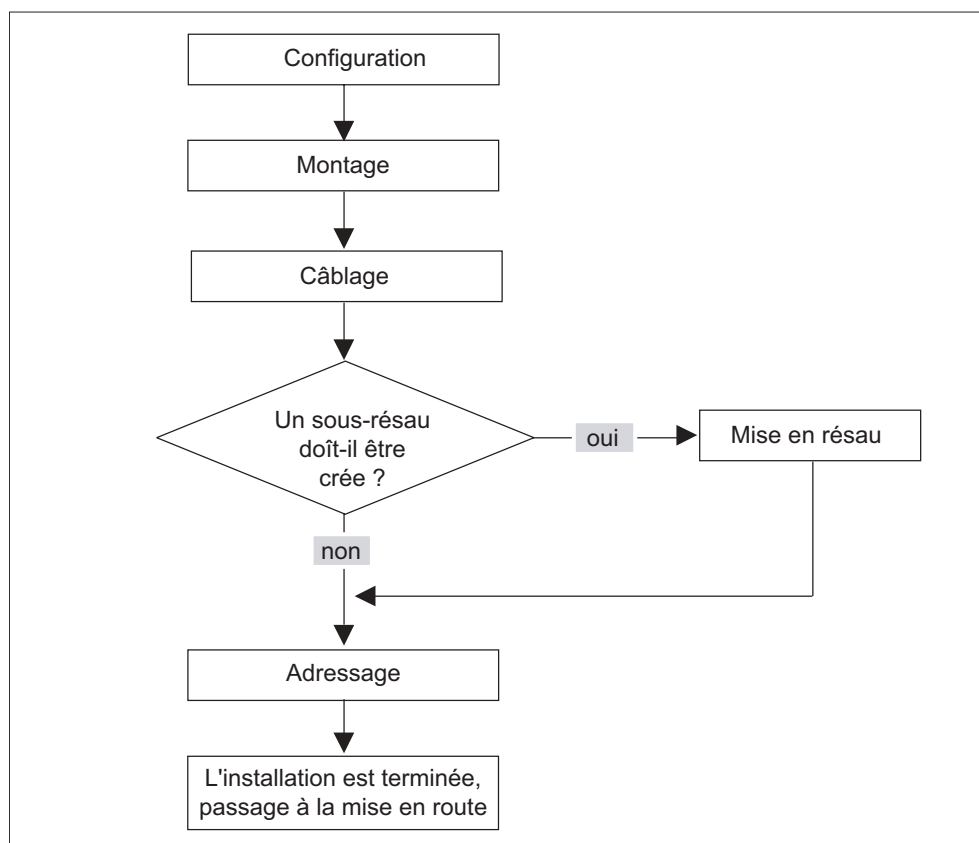 Configuration
Montage
Câblage
Un sous-résau
doît-il être
crée ?
oui
Mise en résau
non
Adressage
L'installation est terminée,
passage à la mise en route